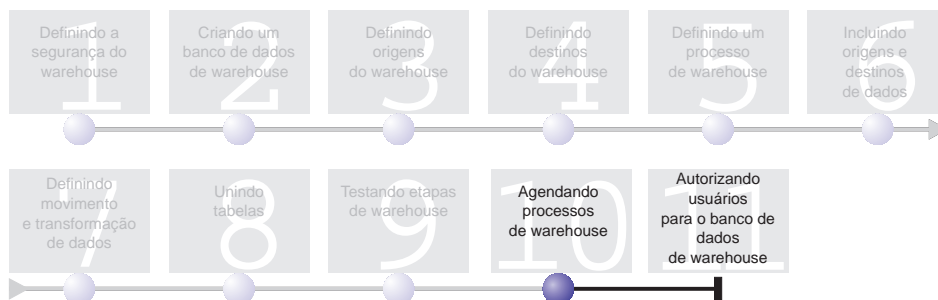 1
Definindo a
segurança do
warehouse
2
Criando um
banco de dados
de warehouse
3
Definindo
origens
do warehouse
4
Definindo
destinos
do warehouse
5
Definindo um
processo
de warehouse
6
Incluindo
origens e
destinos
de dados
7
Definindo
movimento
e transformação
de dados
8
Unindo
tabelas
9
Testando etapas
de warehouse
10
Agendando
processos
de warehouse
11
Autorizando
usuários
para o banco de
dados
de warehouse